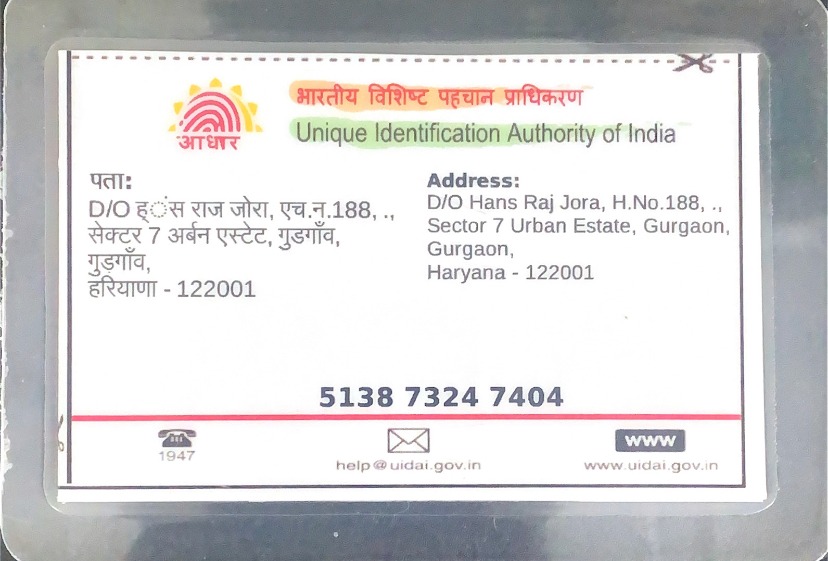 भारतीय विशिष्ट पहचान प्राधिकरण
आधार
Unique Identification Authority of India
पता:
D/O ह्ंस राज जोरा, एच.न.188, .,
सेक्टर 7 अर्बन एस्टेट, गुडगाँव,
गुड़गाँव,
हरियाणा - 122001
Address:
D/O Hans Raj Jora, H.No.188, .,
Sector 7 Urban Estate, Gurgaon,
Gurgaon,
Haryana - 122001
5138 7324 7404
1947
help@uidai.gov.in
www
www.uidai.gov.in